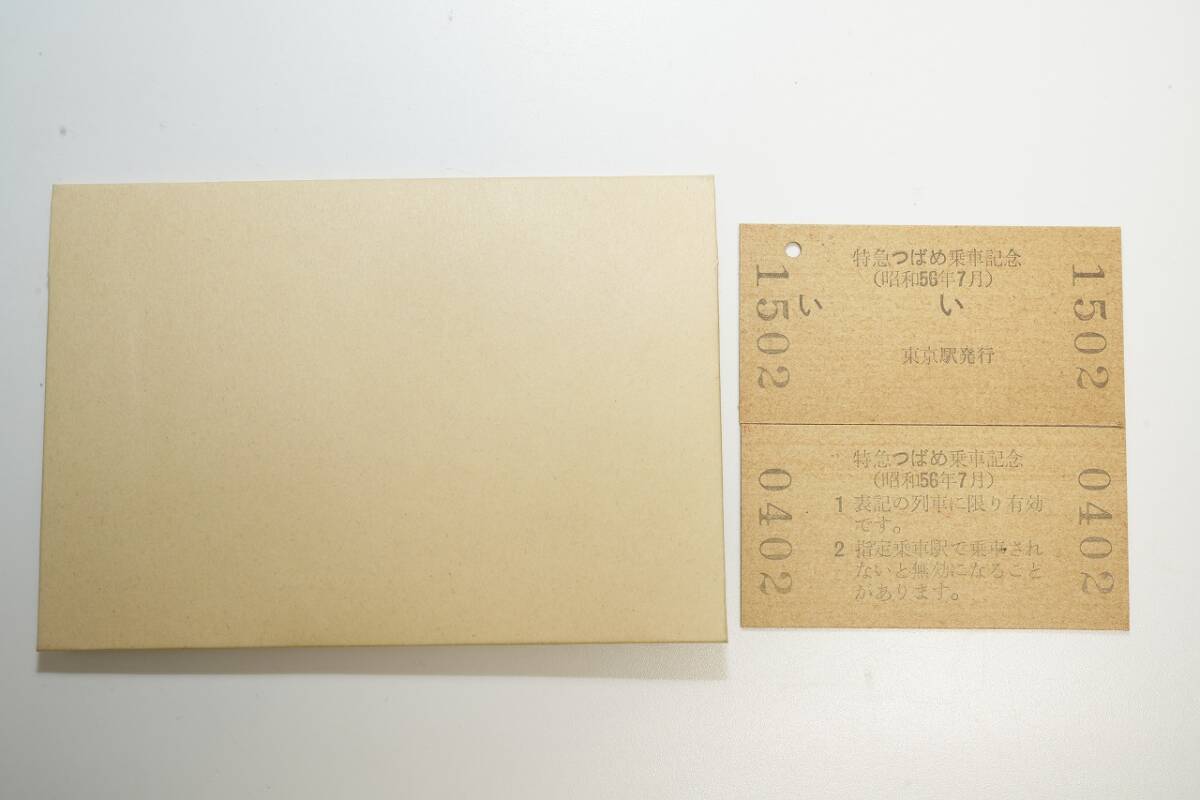 特急つばめ乗車記念
(昭和56年7月)
1502
い い
1502
東京駅発行
特急つばめ乗車記念
(昭和56年7月)
0402
0402
1 表記の列車に限り有効
です。
2 指定乗車駅で乗車され
ないと無効になること
があります。